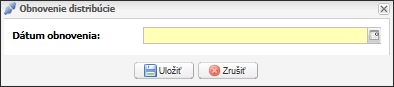 Obnovenie distribúcie
Dátum obnovenia:
Uložiť Zrušiť